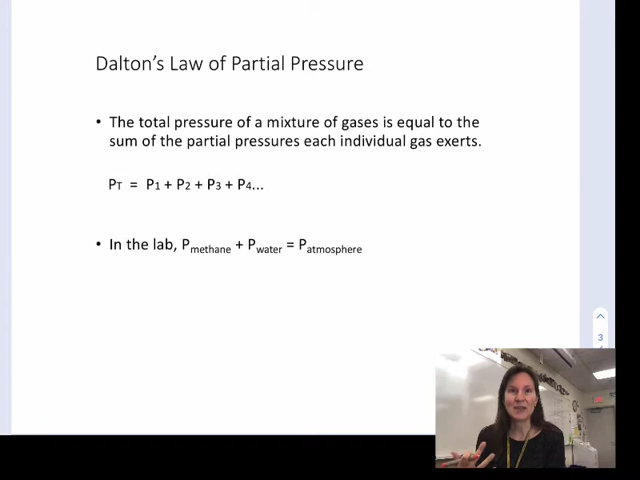 Dalton's Law of Partial Pressure
• The total pressure of a mixture of gases is equal to the
sum of the partial pressures each individual gas exerts.
PT = P1 + P2 + P3 + P4...
• In the lab, Pmethane + Pwater = Patmosphere
3